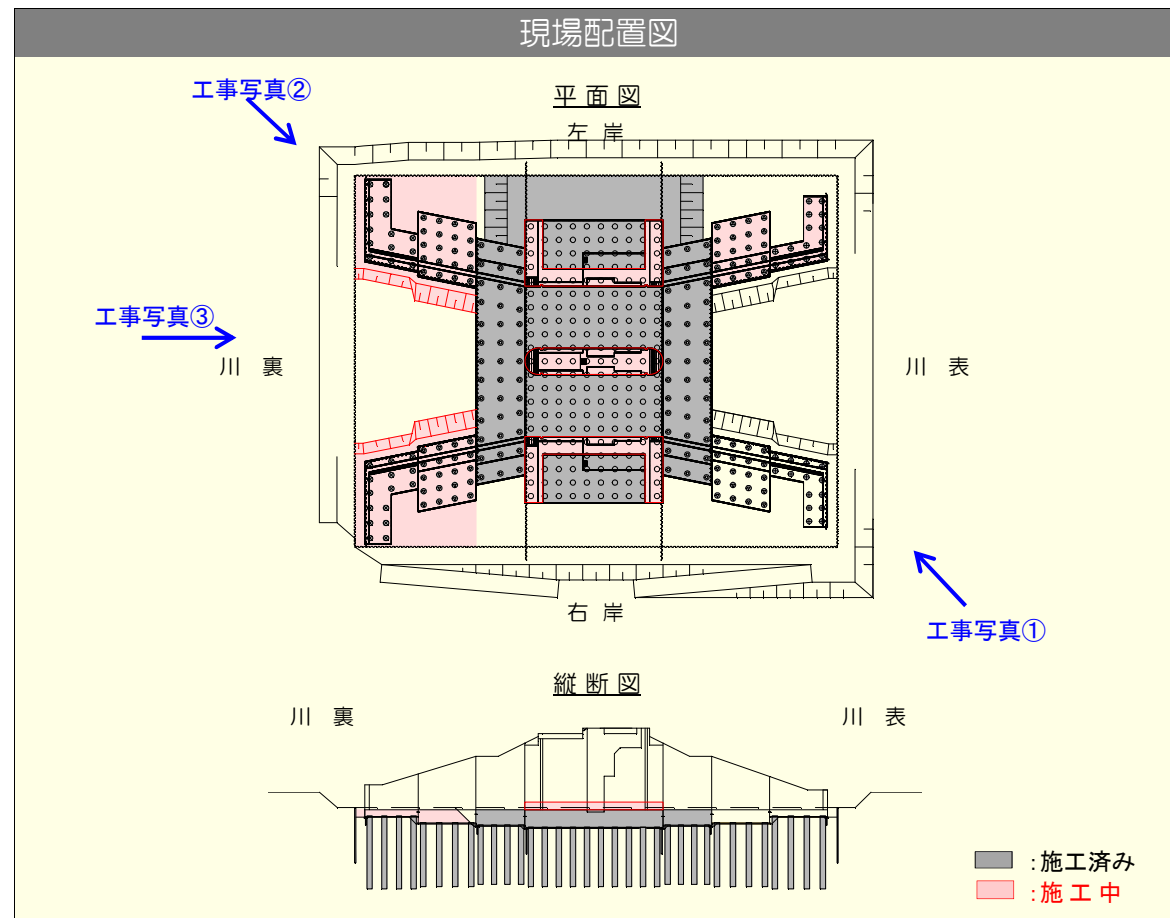 現場配置図
工事写真②
平面図
左岸
工事写真③
川裏
川表
右岸
工事写真①
縦断図
川裏
川表
:施工済み
:施工中